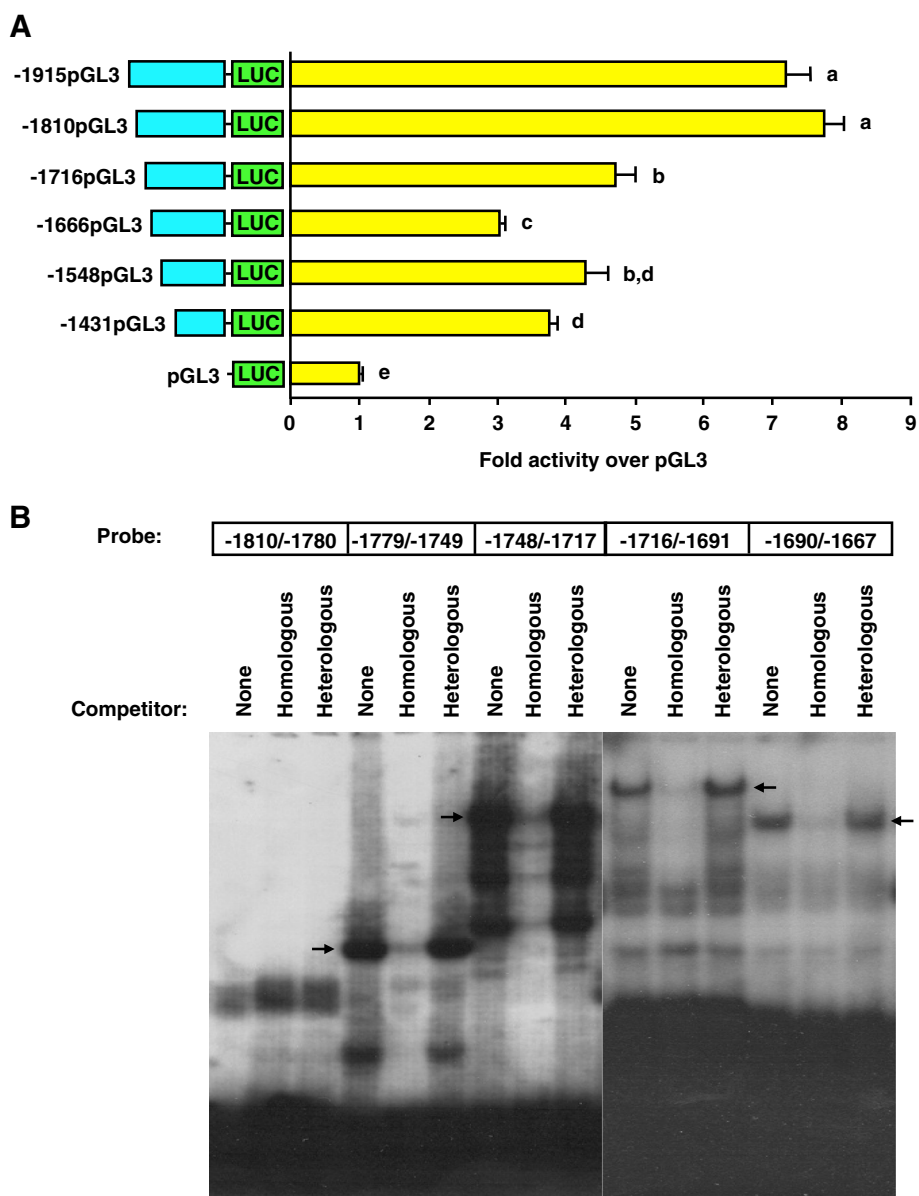 A
-1915pGL3 LUC a
-1810pGL3 LUC a
-1716pGL3 LUC b
-1666pGL3 LUC c
-1548pGL3 LUC b,d
-1431pGL3 LUC d
pGL3 LUC e
0 1 2 3 4 5 6 7 8 9
Fold activity over pGL3
B
Probe: -1810/-1780 -1779/-1749 -1748/-1717 -1716/-1691 -1690/-1667
Competitor: None Homologous Heterologous None Homologous Heterologous None Homologous Heterologous None Homologous Heterologous None Homologous Heterologous